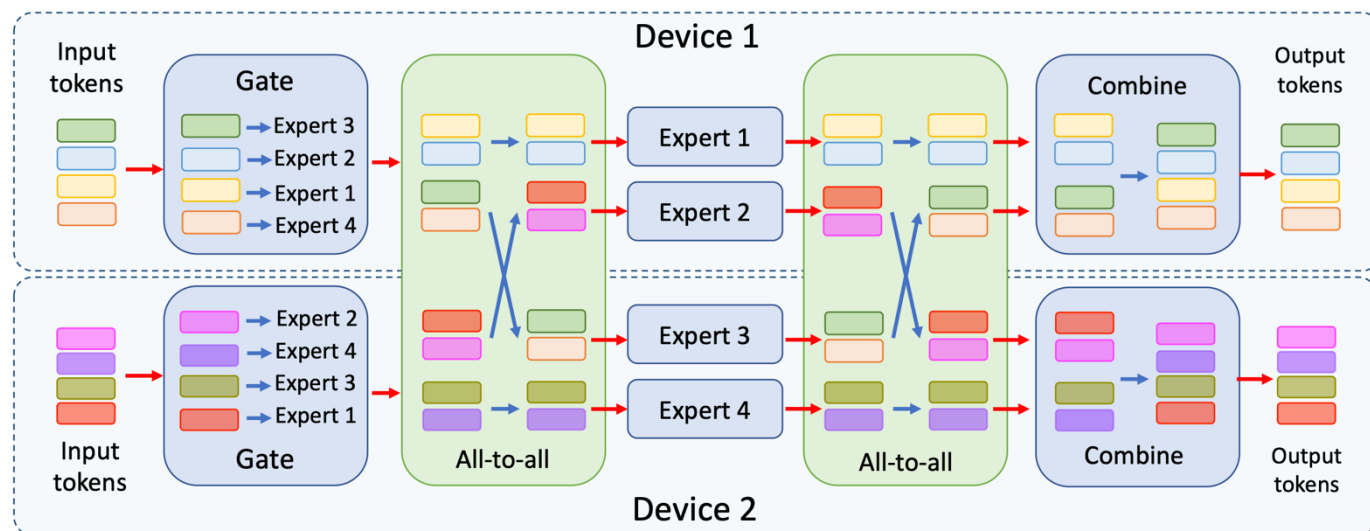 Device 1
Input
tokens
Gate
Expert 3
Expert 2
Expert 1
Expert 4
Expert 1
Expert 2
Combine
Output
tokens
Expert 2
Expert 4
Expert 3
Expert 1
Gate
Input
tokens
All-to-all
Expert 3
Expert 4
All-to-all
Combine
Output
tokens
Device 2